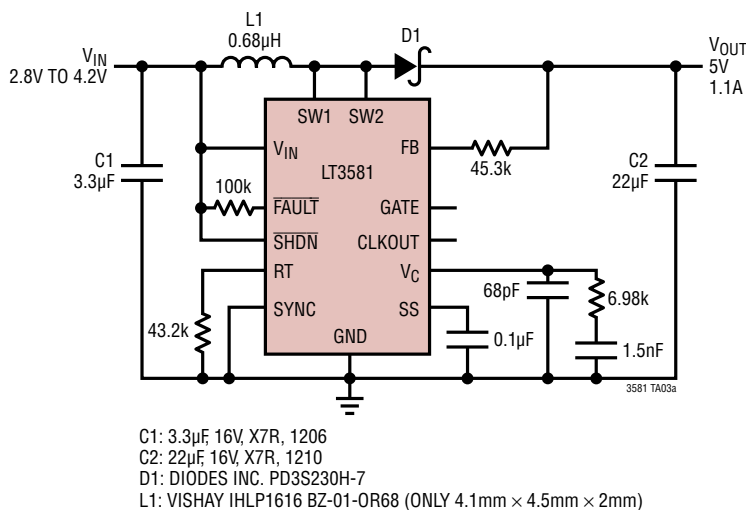 L1
0.68µH
D1
VIN
2.8V TO 4.2V
VOUT
5V
1.1A
SW1 SW2
VIN
FB
LT3581
45.3k
C1
3.3µF
C2
22µF
100k
FAULT
GATE
SHDN
CLKOUT
RT
VC
68pF
6.98k
SYNC
SS
43.2k
GND
0.1µF
1.5nF
3581 TA03a
C1: 3.3µF, 16V, X7R, 1206
C2: 22µF, 16V, X7R, 1210
D1: DIODES INC. PD3S230H-7
L1: VISHAY IHLP1616 BZ-01-OR68 (ONLY 4.1mm × 4.5mm × 2mm)